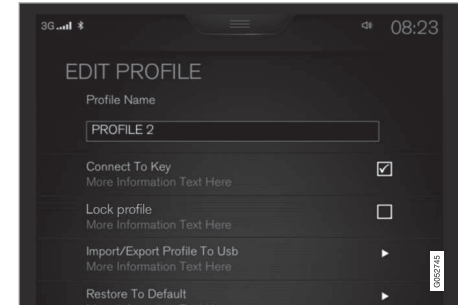 3G 08:23
EDIT PROFILE
Profile Name
PROFILE 2
Connect To Key
More Information Text Here
Lock profile
More Information Text Here
Import/Export Profile To Usb
More Information Text Here
Restore To Default
G052745